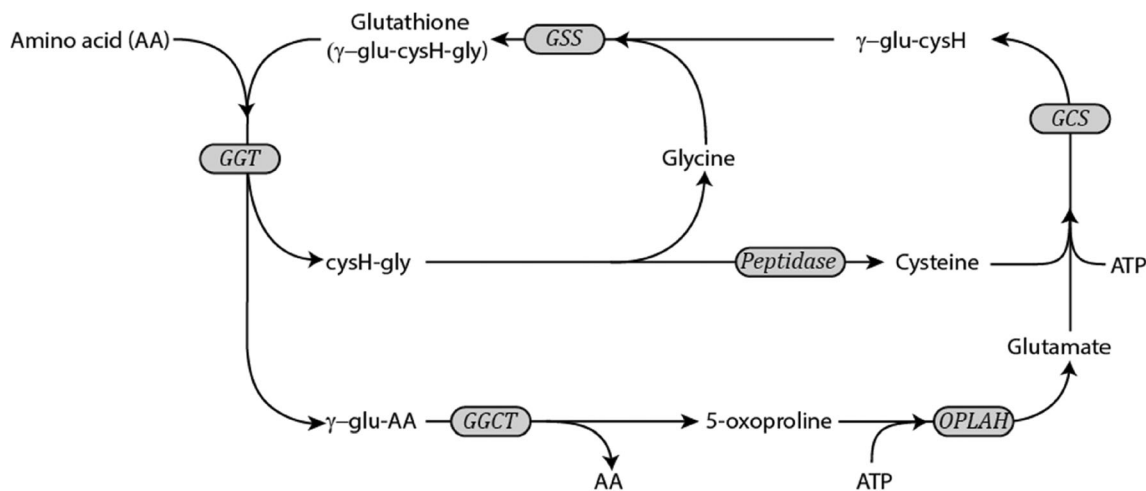 Amino acid (AA)
Glutathione
(γ–glu-cysH-gly)
GSS
γ–glu-cysH
GCS
GGT
Glycine
cysH-gly
Peptidase
Cysteine
ATP
Glutamate
γ–glu-AA
GGCT
5-oxoproline
OPLAH
AA
ATP